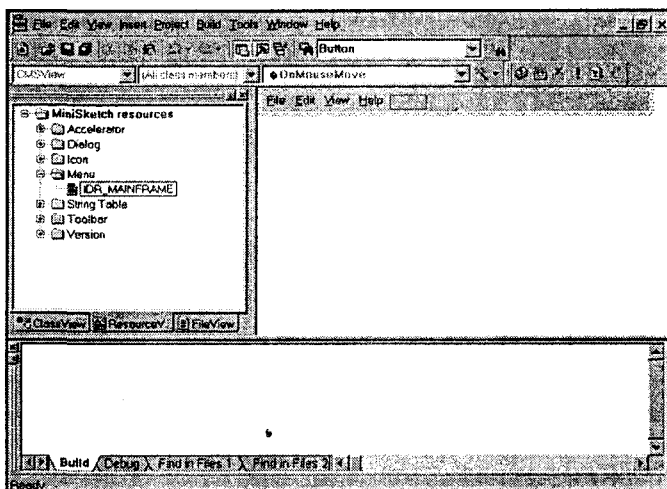 File Edit View Insert Project Build Tools Window Help
Button
CMSView (All class members) OnMouseMove
MiniSketch resources
Accelerator
Dialog
Icon
Menu
IDR_MAINFRAME
String Table
Toolbar
Version
ClassView ResourceV... FileView
File Edit View Help
Build Debug Find in Files 1 Find in Files 2
Ready